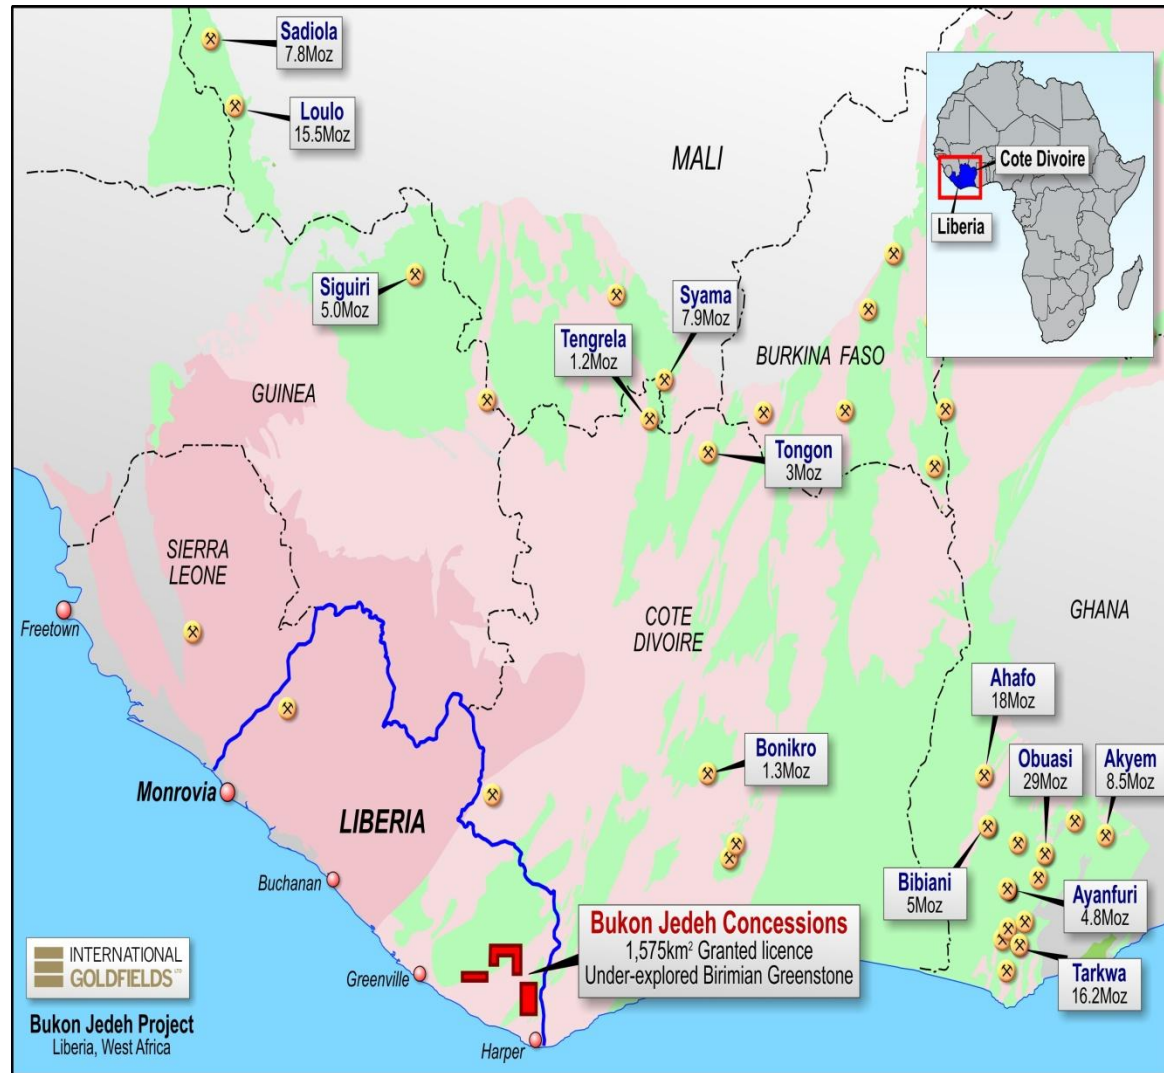 Sadiola
7.8Moz
Loulo
15.5Moz
MALI
Cote Divoire
Liberia
Siguiri
5.0Moz
Syama
7.9Moz
Tengrela
1.2Moz
BURKINA FASO
GUINEA
Tongon
3Moz
SIERRA
LEONE
Freetown
COTE
DIVOIRE
GHANA
Ahafo
18Moz
Obuasi
29Moz
Akyem
8.5Moz
Bonikro
1.3Moz
Monrovia
LIBERIA
Buchanan
Bibiani
5Moz
Ayanfuri
4.8Moz
Bukon Jedeh Concessions
1,575km² Granted licence
Under-explored Birimian Greenstone
Tarkwa
16.2Moz
Greenville
Harper
INTERNATIONAL
GOLDFIELDS LTD
Bukon Jedeh Project
Liberia, West Africa